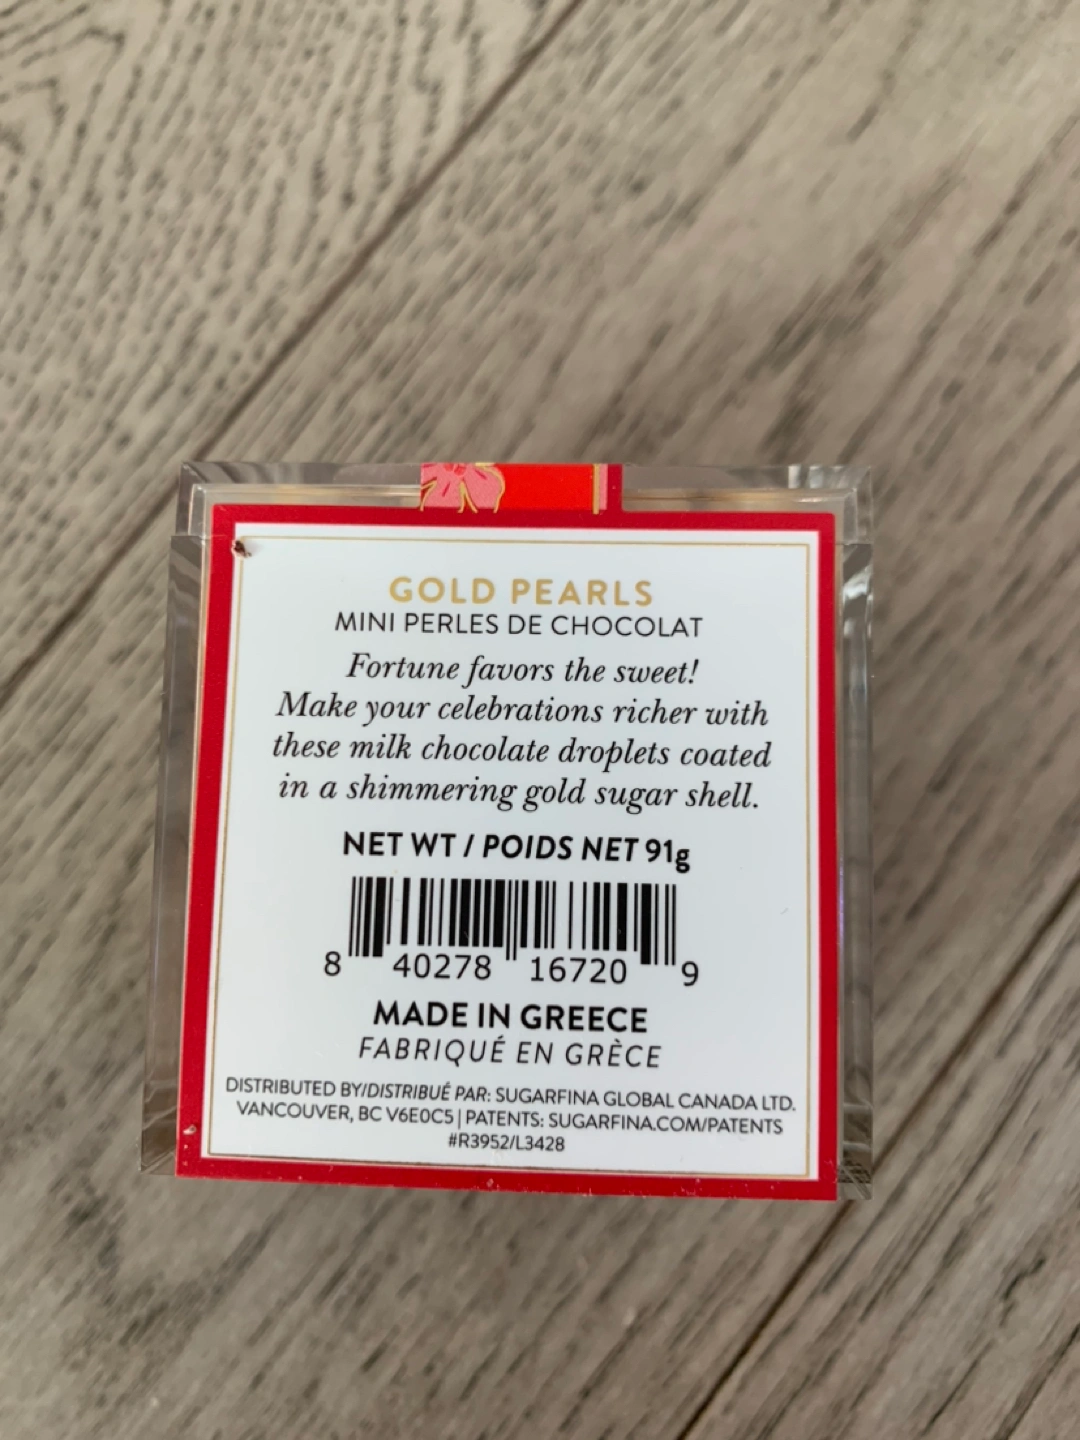 GOLD PEARLS
MINI PERLES DE CHOCOLAT
Fortune favors the sweet!
Make your celebrations richer with
these milk chocolate droplets coated
in a shimmering gold sugar shell.
NET WT / POIDS NET 91g
8 40278 16720 9
MADE IN GREECE
FABRIQUÉ EN GRÈCE
DISTRIBUTED BY/DISTRIBUÉ PAR: SUGARFINA GLOBAL CANADA LTD.
VANCOUVER, BC V6E0C5 | PATENTS: SUGARFINA.COM/PATENTS
#R3952/L3428